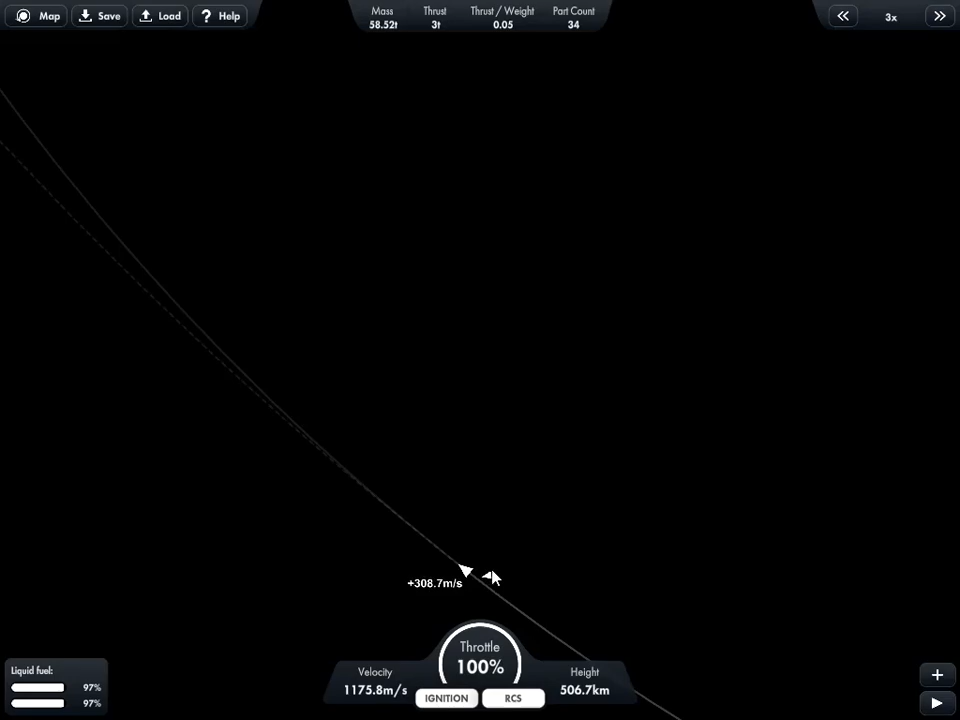 Map
Save
Load
? Help
Mass
58.52t
Thrust
3t
Thrust / Weight
0.05
Part Count
34
3x
+308.7m/s
Throttle
100%
Velocity
1175.8m/s
Height
506.7km
IGNITION
RCS
Liquid fuel:
97%
97%